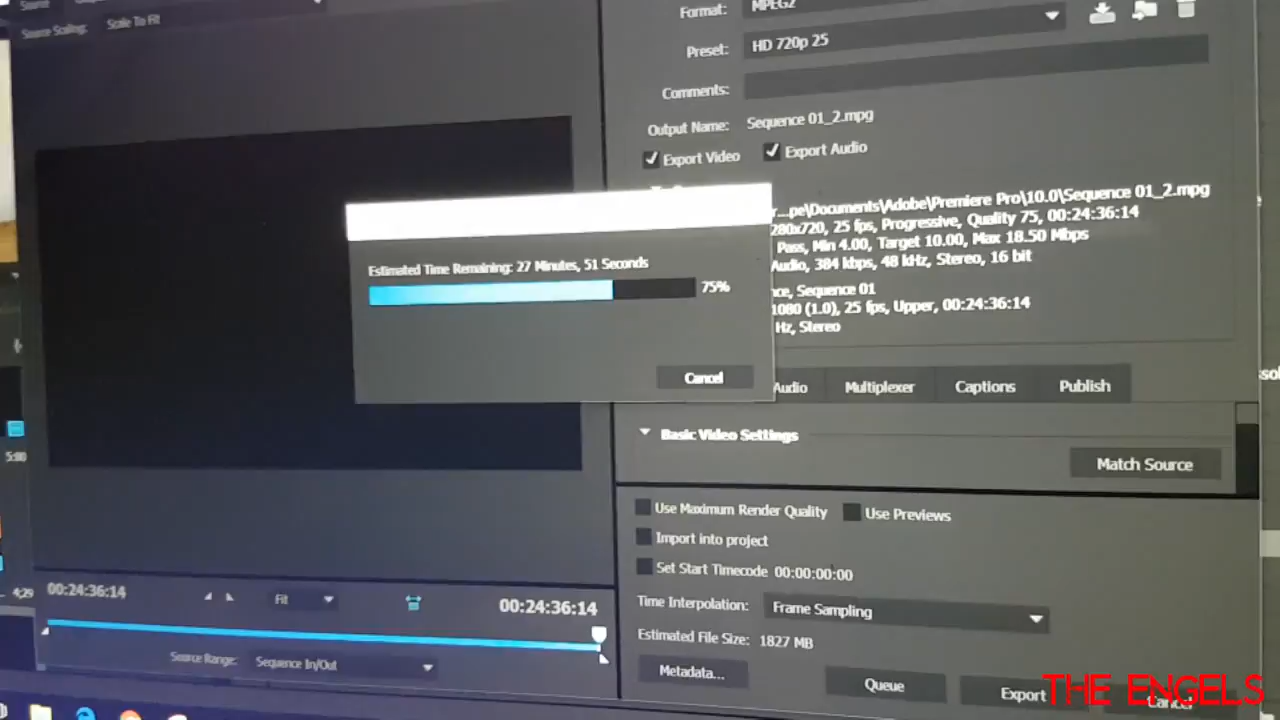 Source
Source Scaling: Scale To Fit
Format: MPEG2
Preset: HD 720p 25
Comments:
Output Name: Sequence 01_2.mpg
Export Video Export Audio
r...pe\Documents\Adobe\Premiere Pro\10.0\Sequence 01_2.mpg
280x720, 25 fps, Progressive, Quality 75, 00:24:36:14
Pass, Min 4.00, Target 10.00, Max 18.50 Mbps
Audio, 384 kbps, 48 kHz, Stereo, 16 bit
nce, Sequence 01
1080 (1.0), 25 fps, Upper, 00:24:36:14
Hz, Stereo
Estimated Time Remaining: 27 Minutes, 51 Seconds
75%
Cancel
Audio Multiplexer Captions Publish
Basic Video Settings
Match Source
Use Maximum Render Quality Use Previews
Import into project
Set Start Timecode 00:00:00:00
Time Interpolation: Frame Sampling
Estimated File Size: 1827 MB
Metadata...
Queue Export Cancel
5:00
4;29
00:24:36:14 Fit 00:24:36:14
Source Range: Sequence In/Out
THE ENGELS